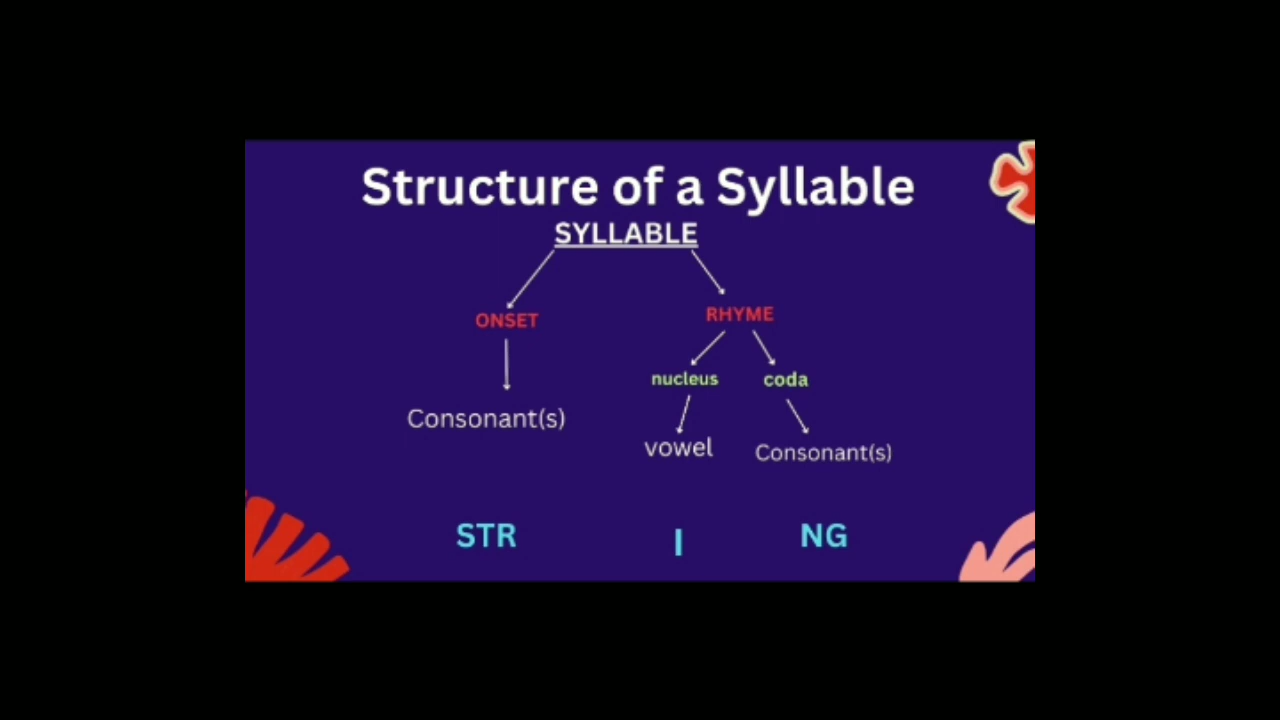 Structure of a Syllable
SYLLABLE
ONSET RHYME
nucleus coda
Consonant(s) vowel Consonant(s)
STR I NG